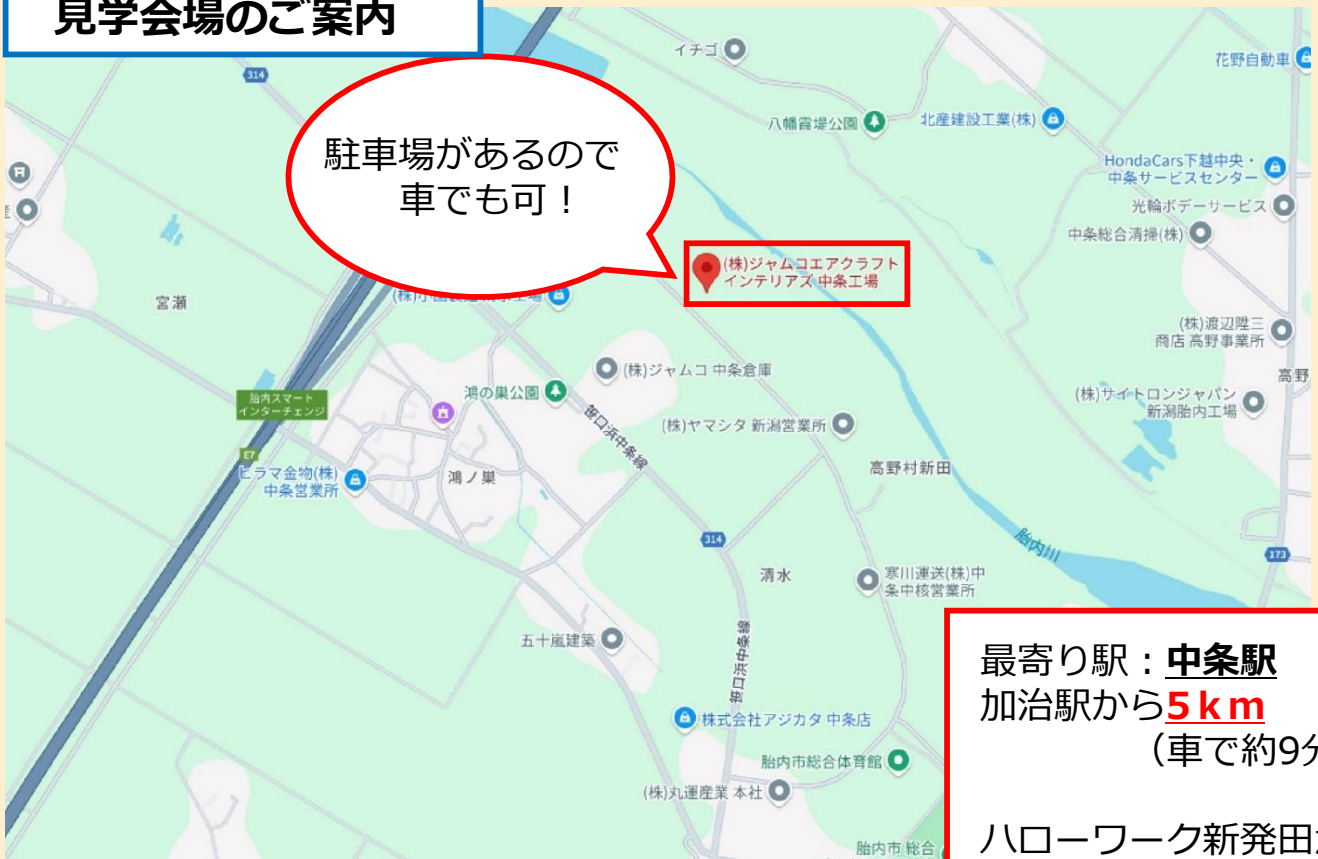 見学会場のご案内
314
イチゴ
花野自動車
八幡霞堤公園
北産建設工業(株)
駐車場があるので
車でも可！
HondaCars下越中央・
中条サービスセンター
光輪ボデーサービス
中条総合清掃(株)
(株)ジャムコエアクラフト
インテリアズ 中条工場
宮瀬
(株)渡辺陸三
商店 高野事業所
(株)ジャムコ 中条倉庫
高野
胎内スマート
インターチェンジ
鴻の巣公園
笹口浜中条線
(株)サイトロンジャパン
新潟胎内工場
(株)ヤマシタ 新潟営業所
E7
ヒラマ金物(株)
中条営業所
鴻ノ巣
高野村新田
314
胎内川
173
清水
寒川運送(株)中
条中核営業所
五十嵐建築
笹口浜中条線
最寄り駅：中条駅
加治駅から5ｋｍ
（車で約9分
株式会社アジカタ 中条店
胎内市総合体育館
(株)丸運産業 本社
胎内市 総合
ハローワーク新発田